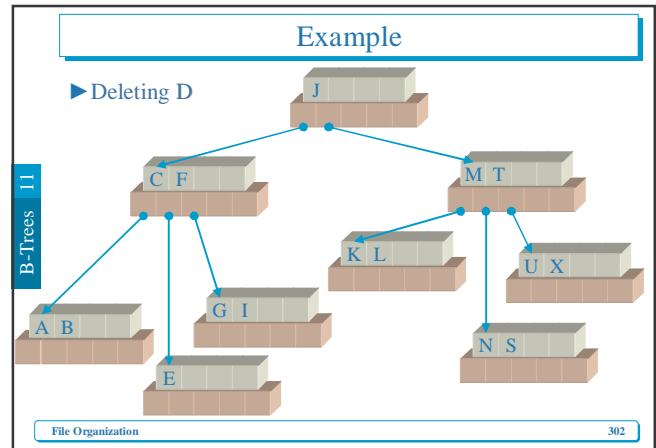 Example
►Deleting D
J
C F
M T
K L
U X
G I
A B
N S
E
B-Trees 11
File Organization 302